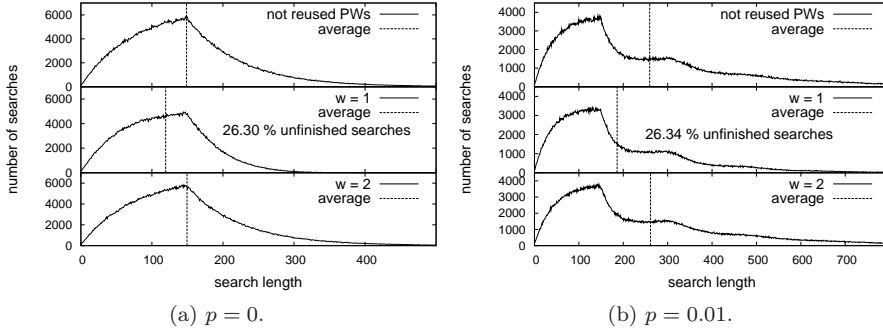 number of searches
6000
4000
2000
0
not reused PWs
average
6000
4000
2000
0
w = 1
average
26.30 % unfinished searches
6000
4000
2000
0
w = 2
average
0 100 200 300 400
search length
(a) p = 0.
number of searches
4000
3000
2000
1000
0
not reused PWs
average
4000
3000
2000
1000
0
w = 1
average
26.34 % unfinished searches
4000
3000
2000
1000
0
w = 2
average
0 100 200 300 400 500 600 700
search length
(b) p = 0.01.